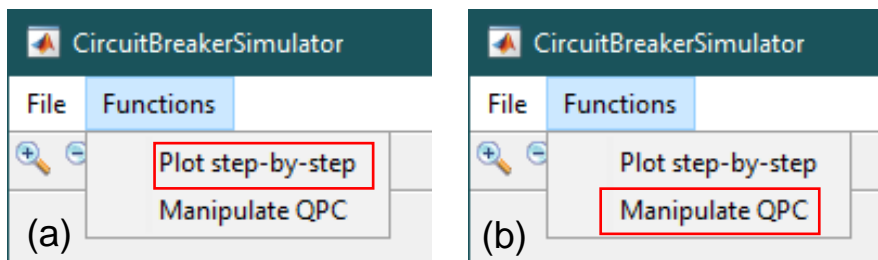 CircuitBreakerSimulator
File Functions
Plot step-by-step
Manipulate QPC
(a)
CircuitBreakerSimulator
File Functions
Plot step-by-step
Manipulate QPC
(b)